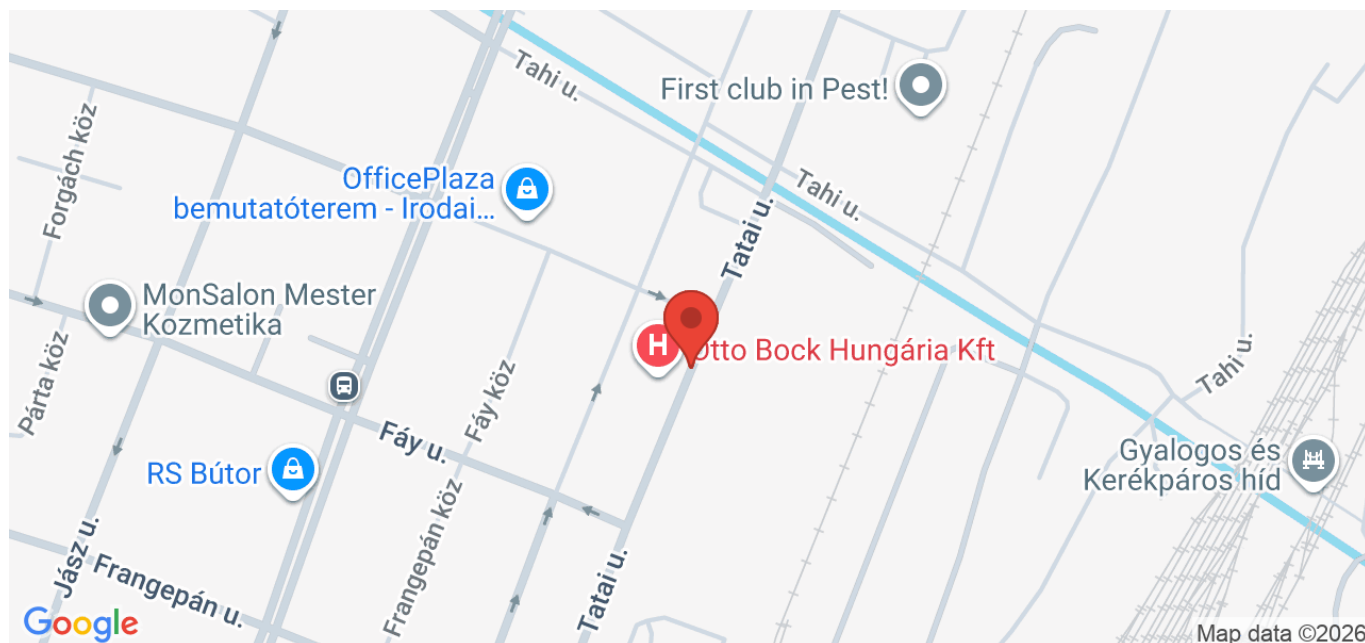 Tahi u.
First club in Pest!
Forgách köz
OfficePlaza
bemutatóterem - Irodai...
Tahi u.
Tatai u.
MonSalon Mester
Kozmetika
H
Otto Bock Hungária Kft
Párta köz
Fáy köz
Tahi u.
Fáy u.
RS Bútor
Gyalogos és
Kerékpáros híd
Frangepán köz
Jász u.
Frangepán u.
Tatai u.
Google
Map data ©2026